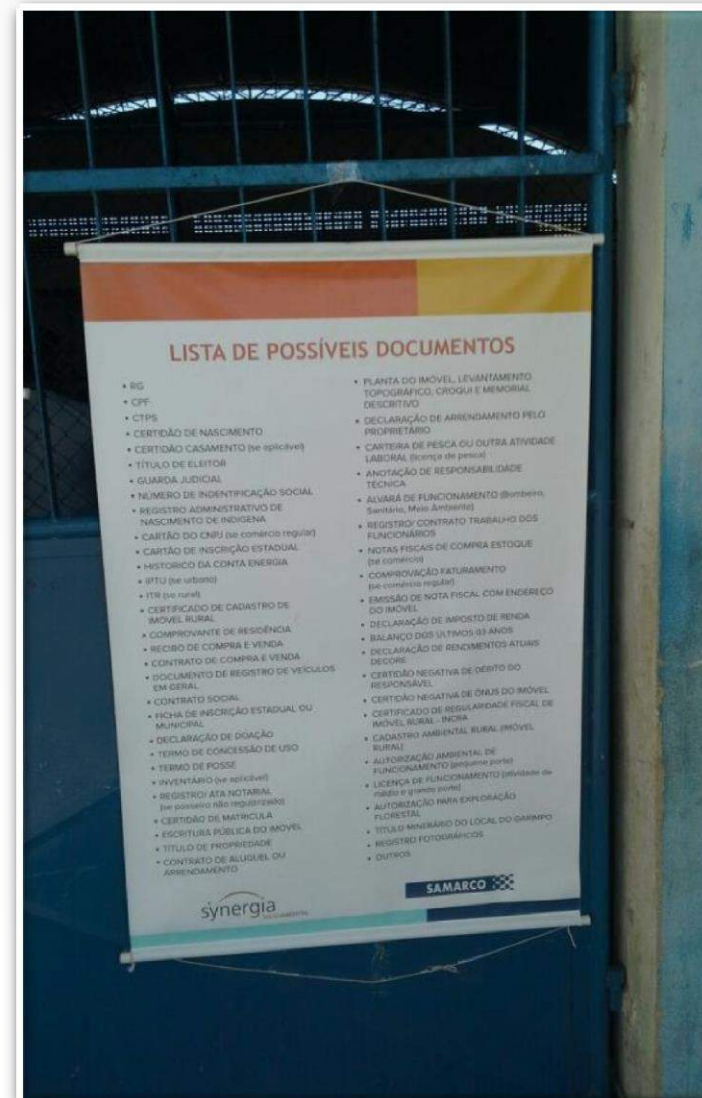 LISTA DE POSSÍVEIS DOCUMENTOS
• RG
• CPF
• CTPS
• CERTIDÃO DE NASCIMENTO
• CERTIDÃO CASAMENTO (se aplicável)
• TÍTULO DE ELEITOR
• GUARDA JUDICIAL
• NÚMERO DE INDENTIFICAÇÃO SOCIAL
• REGISTRO ADMINISTRATIVO DE
NASCIMENTO DE INDIGENA
• CARTÃO DO CNPJ (se comércio regular)
• CARTÃO DE INSCRIÇÃO ESTADUAL
• HISTORICO DA CONTA ENERGIA
• IPTU (se urbano)
• ITR (se rural)
• CERTIFICADO DE CADASTRO DE
IMÓVEL RURAL
• COMPROVANTE DE RESIDÊNCIA
• RECIBO DE COMPRA E VENDA
• CONTRATO DE COMPRA E VENDA
• DOCUMENTO DE REGISTRO DE VEÍCULOS
EM GERAL
• CONTRATO SOCIAL
• FICHA DE INSCRIÇÃO ESTADUAL OU
MUNICIPAL
• DECLARAÇÃO DE DOAÇÃO
• TERMO DE CONCESSÃO DE USO
• TERMO DE POSSE
• INVENTÁRIO (se aplicável)
• REGISTRO/ ATA NOTARIAL
(se posseiro não regularizado)
• CERTIDÃO DE MATRICULA
• ESCRITURA PÚBLICA DO IMÓVEL
• TÍTULO DE PROPRIEDADE
• CONTRATO DE ALUGUEL OU
ARRENDAMENTO
• PLANTA DO IMÓVEL, LEVANTAMENTO
TOPOGRÁFICO, CROQUI E MEMORIAL
DESCRITIVO
• DECLARAÇÃO DE ARRENDAMENTO PELO
PROPRIETÁRIO
• CARTEIRA DE PESCA OU OUTRA ATIVIDADE
LABORAL (licença de pesca)
• ANOTAÇÃO DE RESPONSABILIDADE
TÉCNICA
• ALVARÁ DE FUNCIONAMENTO (Bombeiro,
Sanitário, Meio Ambiente)
• REGISTRO/ CONTRATO TRABALHO DOS
FUNCIONÁRIOS
• NOTAS FISCAIS DE COMPRA ESTOQUE
(se comércio)
• COMPROVAÇÃO FATURAMENTO
(se comércio regular)
• EMISSÃO DE NOTA FISCAL COM ENDEREÇO
DO IMÓVEL
• DECLARAÇÃO DE IMPOSTO DE RENDA
• BALANÇO DOS ÚLTIMOS 03 ANOS
• DECLARAÇÃO DE RENDIMENTOS ATUAIS
DECORE
• CERTIDÃO NEGATIVA DE DÉBITO DO
RESPONSÁVEL
• CERTIDÃO NEGATIVA DE ÔNUS DO IMÓVEL
• CERTIFICADO DE REGULARIDADE FISCAL DE
IMÓVEL RURAL - INCRA
• CADASTRO AMBIENTAL RURAL (IMÓVEL
RURAL)
• AUTORIZAÇÃO AMBIENTAL DE
FUNCIONAMENTO (pequeno porte)
• LICENÇA DE FUNCIONAMENTO (atividade de
médio e grande porte)
• AUTORIZAÇÃO PARA EXPLORAÇÃO
FLORESTAL
• TÍTULO MINERÁRIO DO LOCAL DO GARIMPO
• REGISTRO FOTOGRÁFICOS
• OUTROS
synergia
SAMARCO